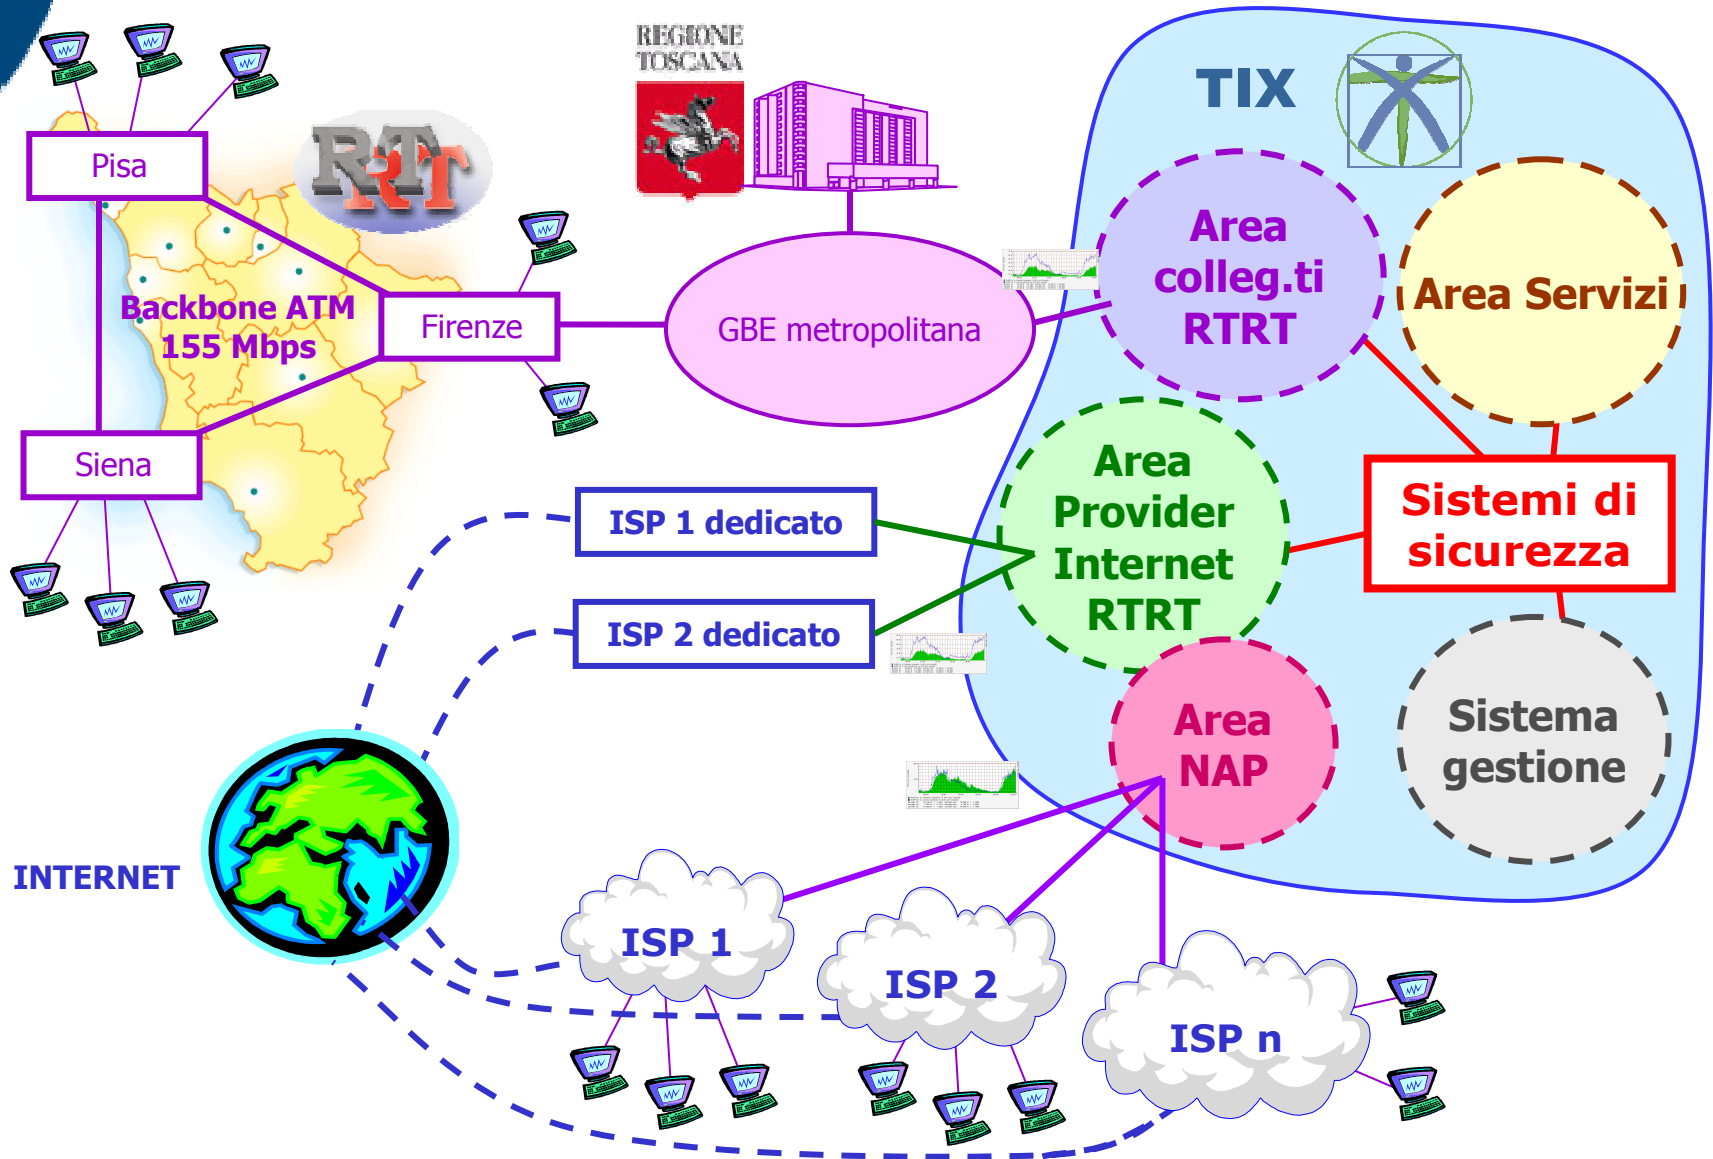 REGIONE
TOSCANA
TIX
Pisa
RTRT
Backbone ATM
155 Mbps
Firenze
Siena
GBE metropolitana
Area
colleg.ti
RTRT
Area Servizi
Area
Provider
Internet
RTRT
Sistemi di
sicurezza
ISP 1 dedicato
ISP 2 dedicato
Area
NAP
Sistema
gestione
INTERNET
ISP 1
ISP 2
ISP n